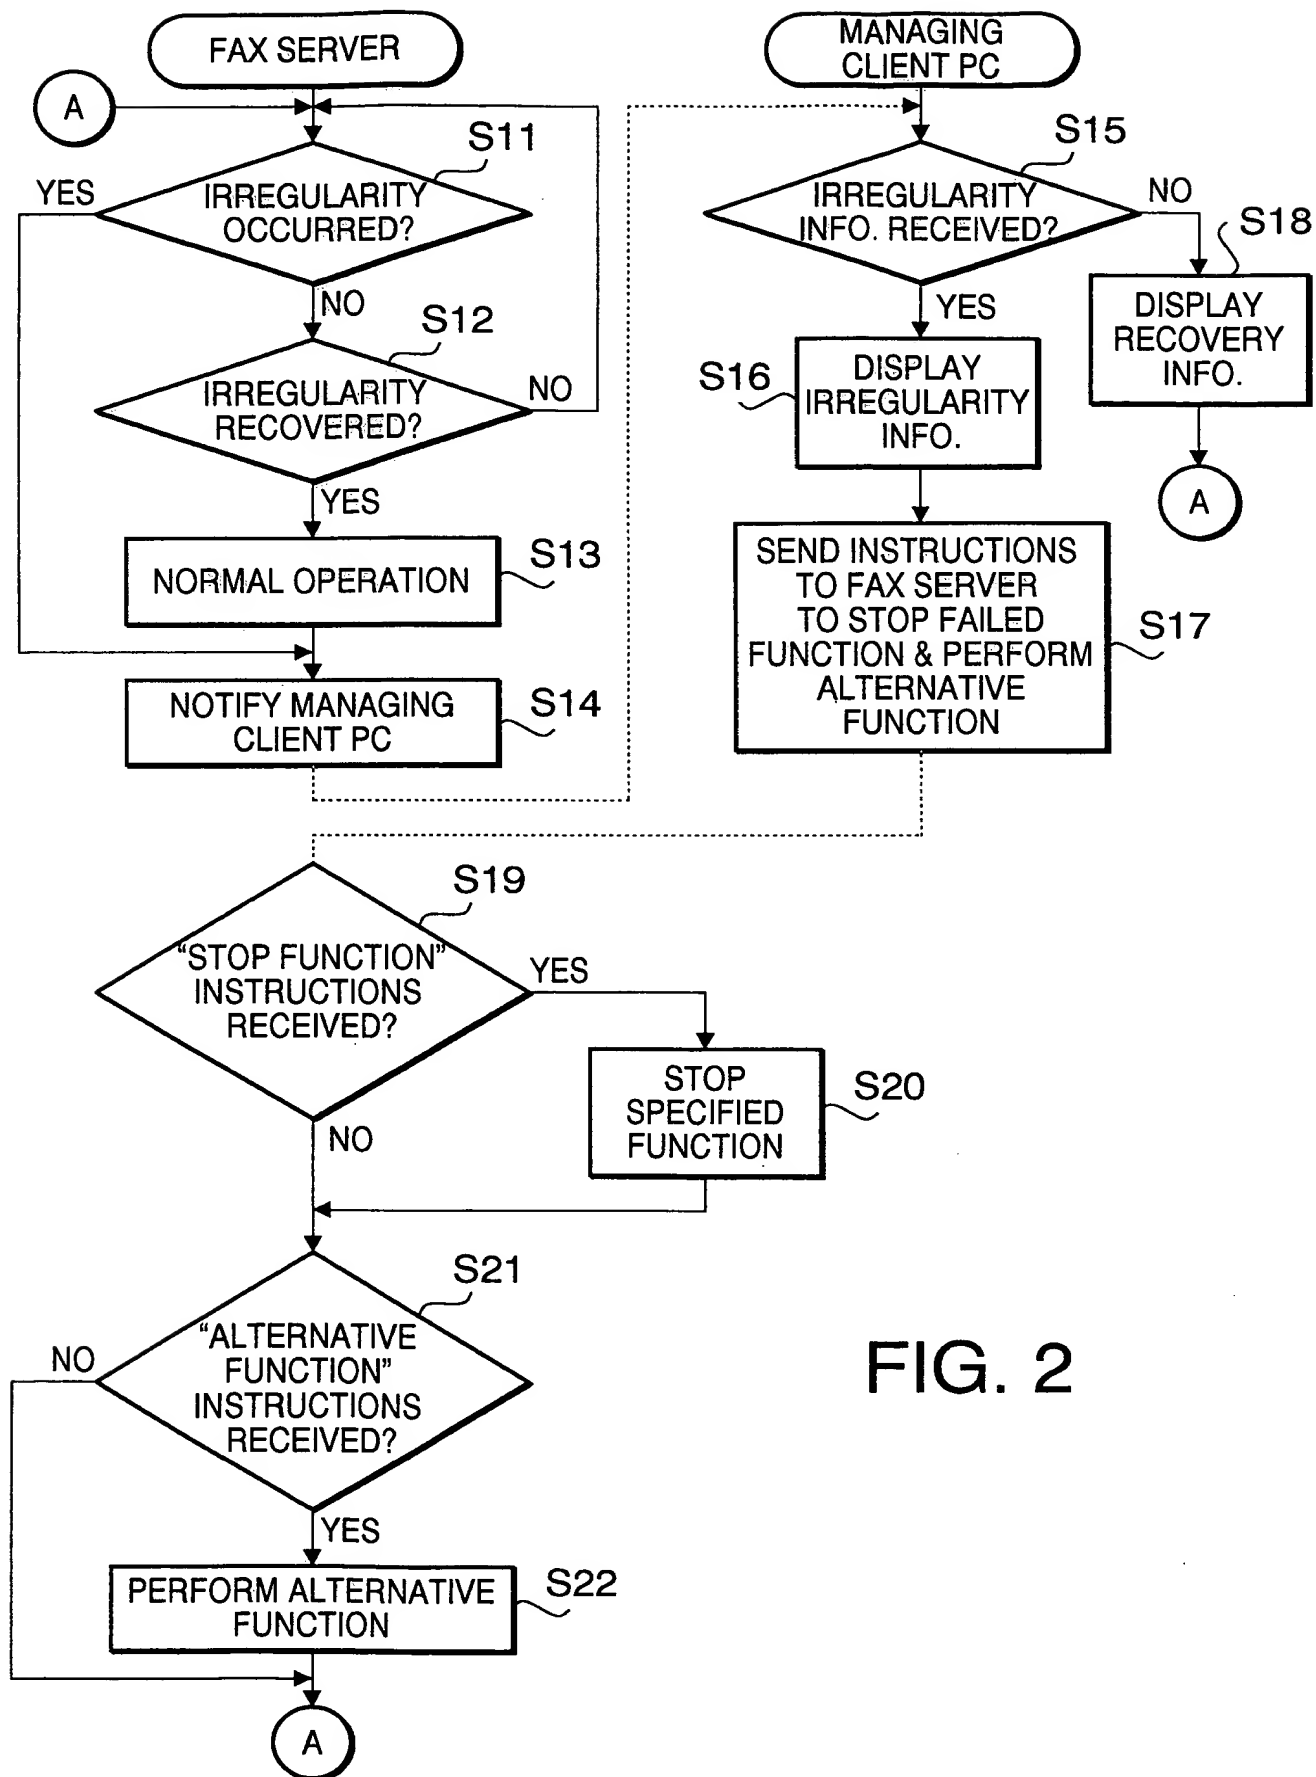 FAX SERVER
A
S11
YES
IRREGULARITY
OCCURRED?
NO
S12
IRREGULARITY
RECOVERED?
NO
YES
NORMAL OPERATION
S13
NOTIFY MANAGING
CLIENT PC
S14
MANAGING
CLIENT PC
S15
IRREGULARITY
INFO. RECEIVED?
NO
S18
DISPLAY
RECOVERY
INFO.
A
YES
S16
DISPLAY
IRREGULARITY
INFO.
SEND INSTRUCTIONS
TO FAX SERVER
TO STOP FAILED
FUNCTION & PERFORM
ALTERNATIVE
FUNCTION
S17
S19
“STOP FUNCTION”
INSTRUCTIONS
RECEIVED?
YES
STOP
SPECIFIED
FUNCTION
S20
NO
S21
“ALTERNATIVE
FUNCTION”
INSTRUCTIONS
RECEIVED?
NO
YES
PERFORM ALTERNATIVE
FUNCTION
S22
A
FIG. 2